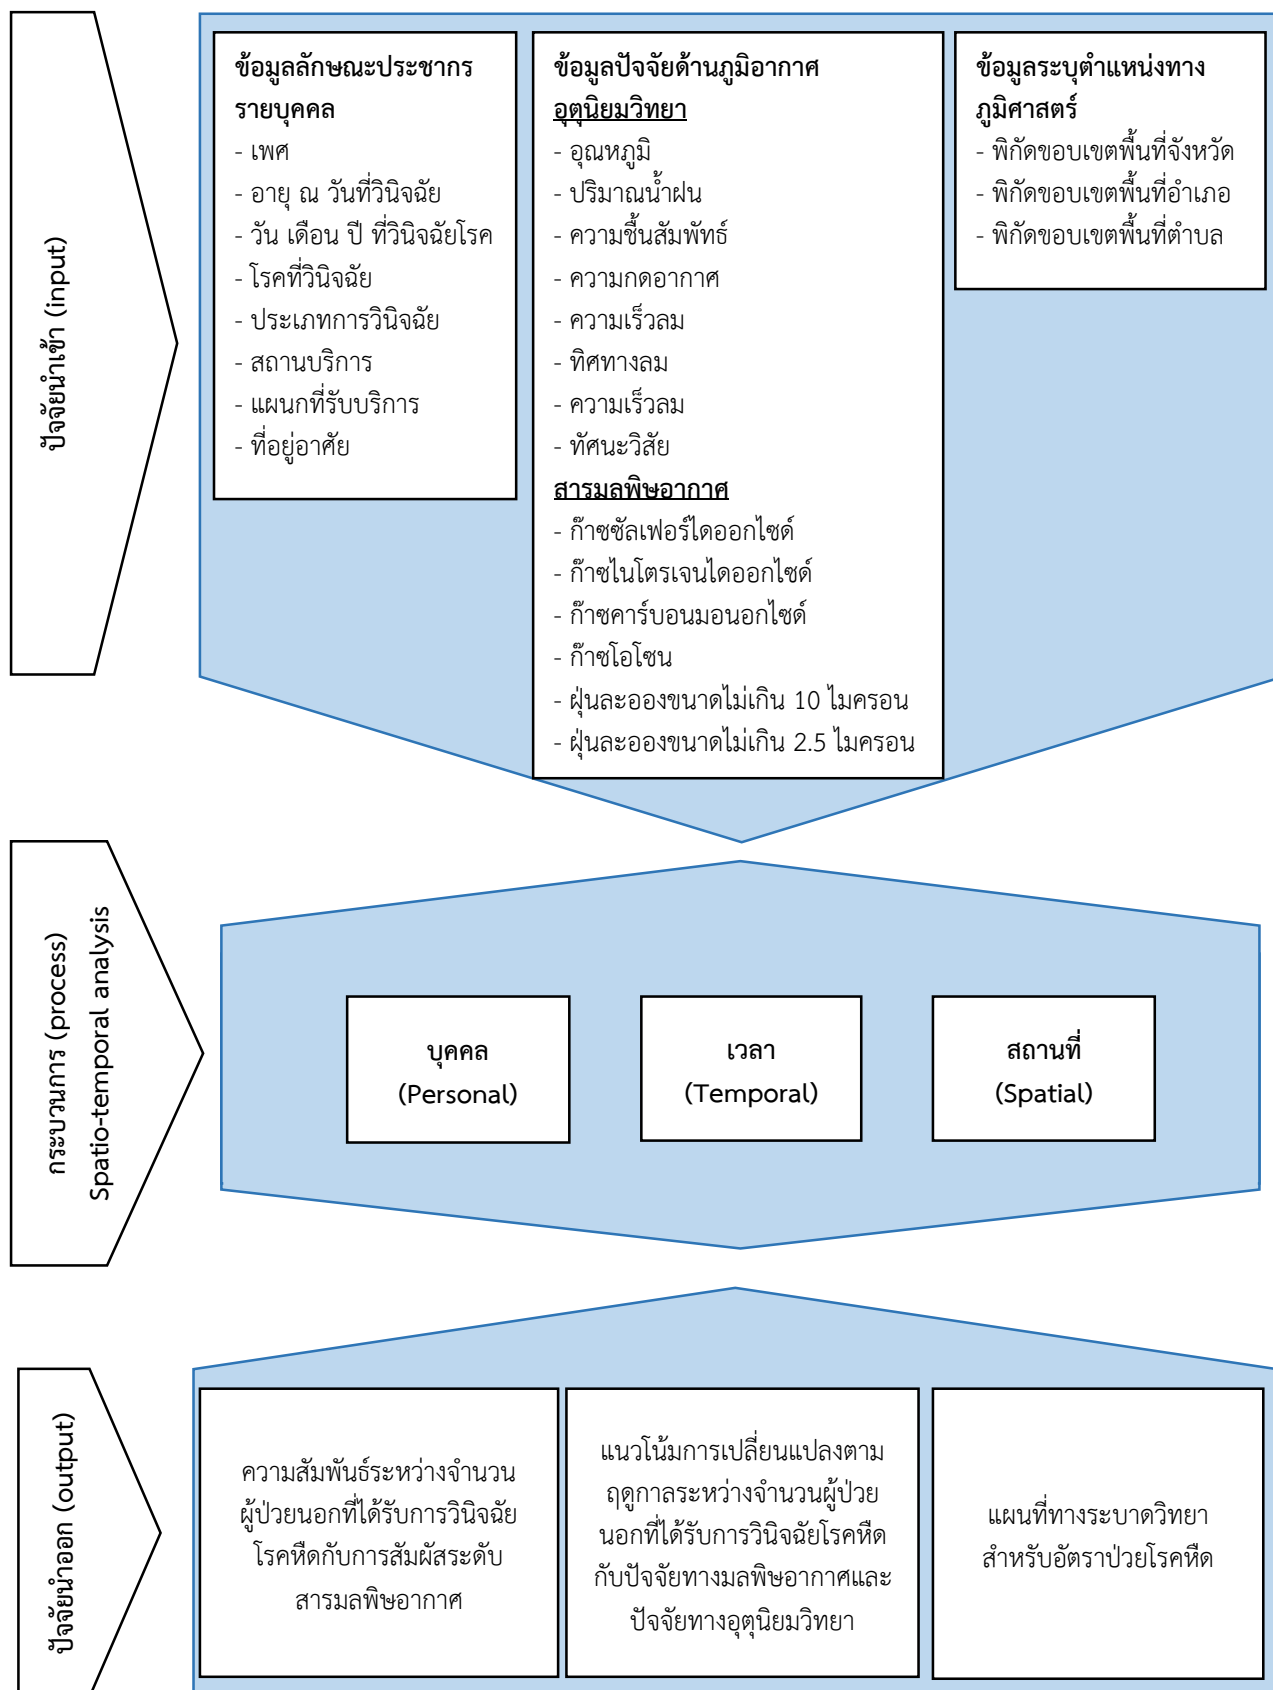 ปัจจัยนำเข้า (input)
ข้อมูลลักษณะประชากร
รายบุคคล
- เพศ
- อายุ ณ วันที่วินิจฉัย
- วัน เดือน ปี ที่วินิจฉัยโรค
- โรคที่วินิจฉัย
- ประเภทการวินิจฉัย
- สถานบริการ
- แผนกที่รับบริการ
- ที่อยู่อาศัย
ข้อมูลปัจจัยด้านภูมิอากาศ
อุตุนิยมวิทยา
- อุณหภูมิ
- ปริมาณน้ำฝน
- ความชื้นสัมพัทธ์
- ความกดอากาศ
- ความเร็วลม
- ทิศทางลม
- ความเร็วลม
- ทัศนะวิสัย
สารมลพิษอากาศ
- ก๊าซซัลเฟอร์ไดออกไซด์
- ก๊าซไนโตรเจนไดออกไซด์
- ก๊าซคาร์บอนมอนอกไซด์
- ก๊าซโอโซน
- ฝุ่นละอองขนาดไม่เกิน 10 ไมครอน
- ฝุ่นละอองขนาดไม่เกิน 2.5 ไมครอน
ข้อมูลระบุตำแหน่งทาง
ภูมิศาสตร์
- พิกัดขอบเขตพื้นที่จังหวัด
- พิกัดขอบเขตพื้นที่อำเภอ
- พิกัดขอบเขตพื้นที่ตำบล
กระบวนการ (process)
Spatio-temporal analysis
บุคคล
(Personal)
เวลา
(Temporal)
สถานที่
(Spatial)
ปัจจัยนำออก (output)
ความสัมพันธ์ระหว่างจำนวน
ผู้ป่วยนอกที่ได้รับการวินิจฉัย
โรคหืดกับการสัมผัสระดับ
สารมลพิษอากาศ
แนวโน้มการเปลี่ยนแปลงตาม
ฤดูกาลระหว่างจำนวนผู้ป่วย
นอกที่ได้รับการวินิจฉัยโรคหืด
กับปัจจัยทางมลพิษอากาศและ
ปัจจัยทางอุตุนิยมวิทยา
แผนที่ทางระบาดวิทยา
สำหรับอัตราป่วยโรคหืด